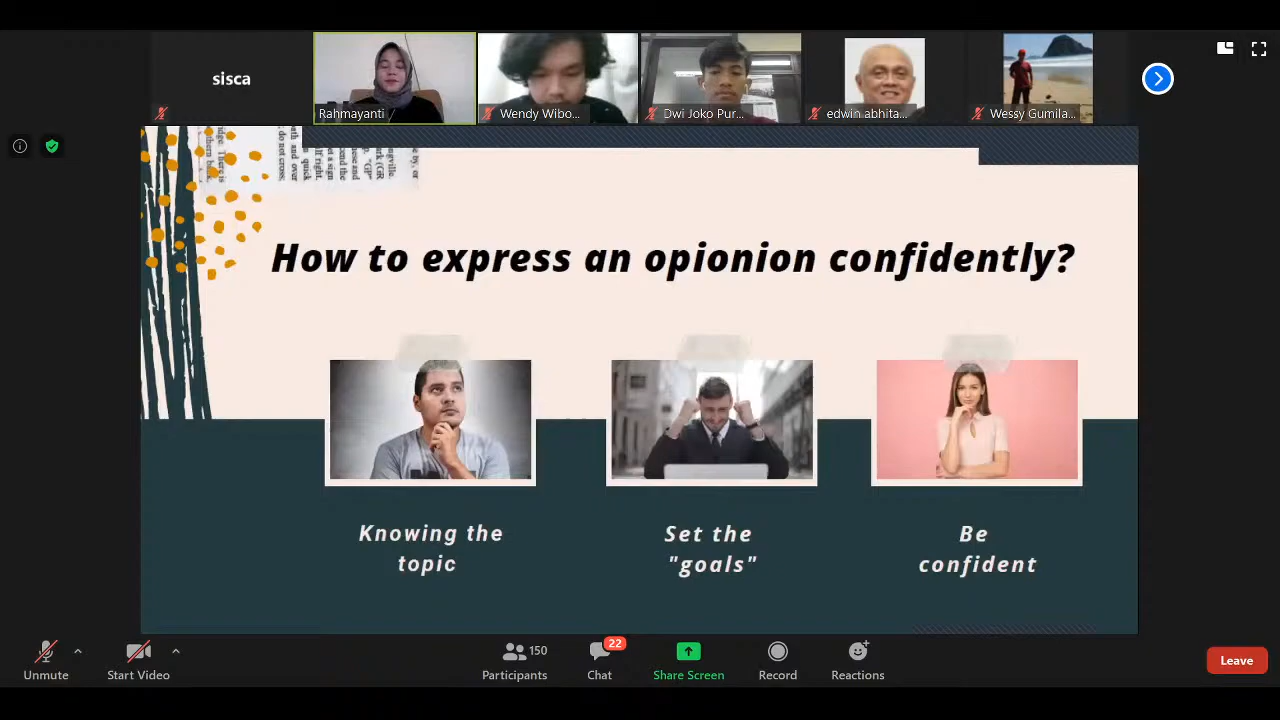 sisca
Rahmayanti
Wendy Wibo...
Dwi Joko Pur...
edwin abhita...
Wessy Gumila...
How to express an opionion confidently?
Knowing the
topic
Set the
"goals"
Be
confident
Unmute
Start Video
150
Participants
22
Chat
Share Screen
Record
Reactions
Leave